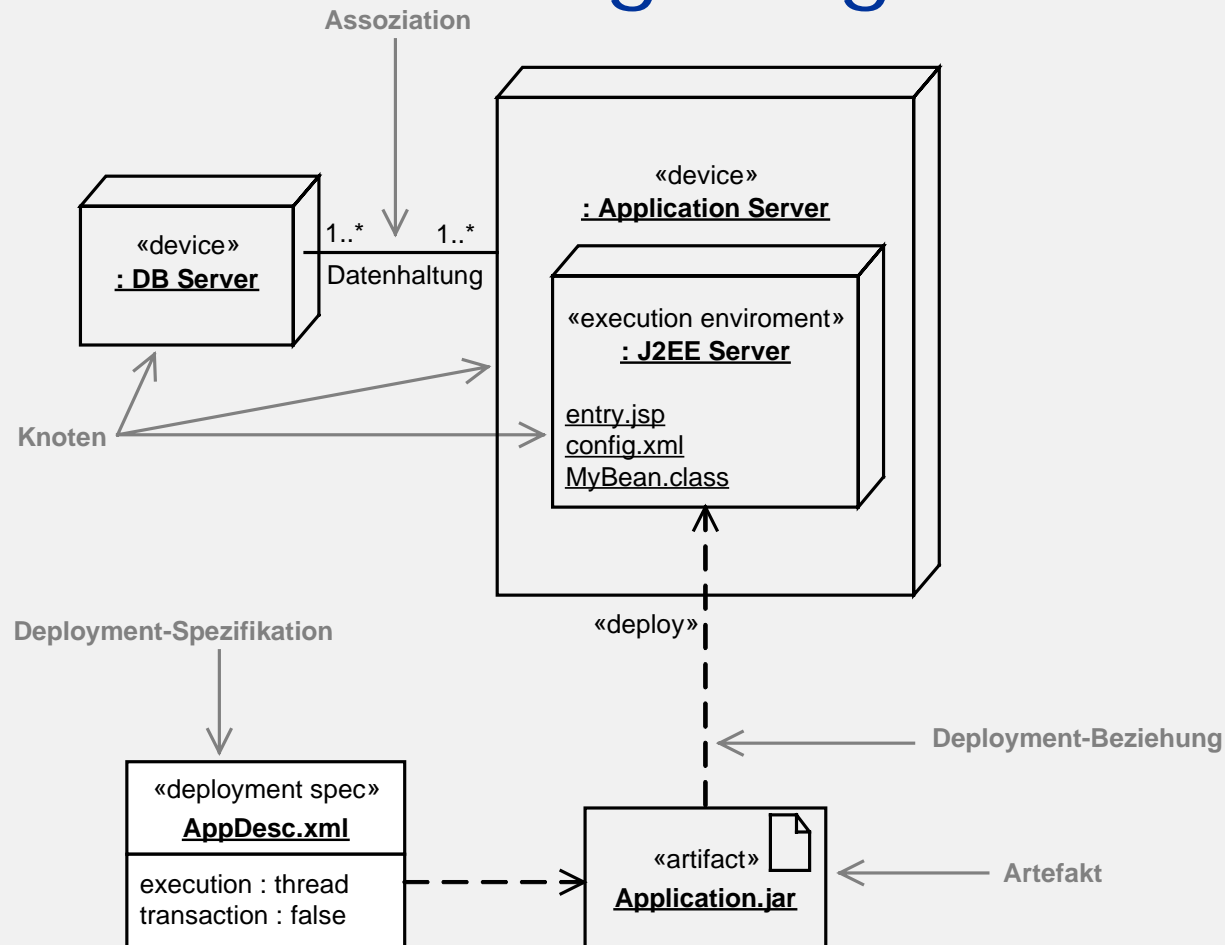 Assoziation
«device»
: Application Server
«device»
: DB Server
1..*
1..*
Datenhaltung
«execution enviroment»
: J2EE Server
entry.jsp
config.xml
MyBean.class
Knoten
«deploy»
Deployment-Spezifikation
Deployment-Beziehung
«deployment spec»
AppDesc.xml
execution : thread
transaction : false
«artifact»
Application.jar
Artefakt